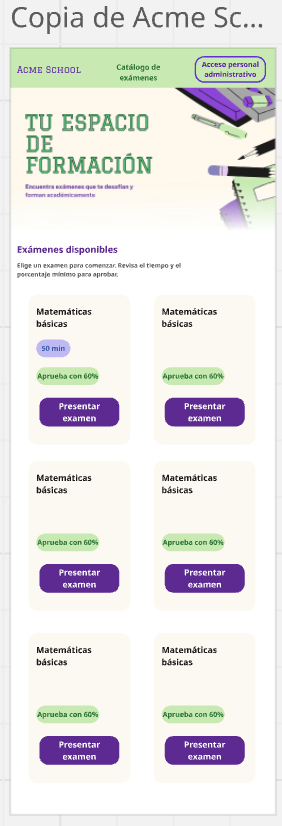 Copia de Acme Sc...
ACME SCHOOL
Catálogo de
exámenes
Acceso personal
administrativo
TU ESPACIO
DE
FORMACIÓN
Encuentra exámenes que te desafían y
forman académicamente
Exámenes disponibles
Elige un examen para comenzar. Revisa el tiempo y el
porcentaje mínimo para aprobar.
Matemáticas
básicas
50 min
Aprueba con 60%
Presentar
examen
Matemáticas
básicas
Aprueba con 60%
Presentar
examen
Matemáticas
básicas
Aprueba con 60%
Presentar
examen
Matemáticas
básicas
Aprueba con 60%
Presentar
examen
Matemáticas
básicas
Aprueba con 60%
Presentar
examen
Matemáticas
básicas
Aprueba con 60%
Presentar
examen